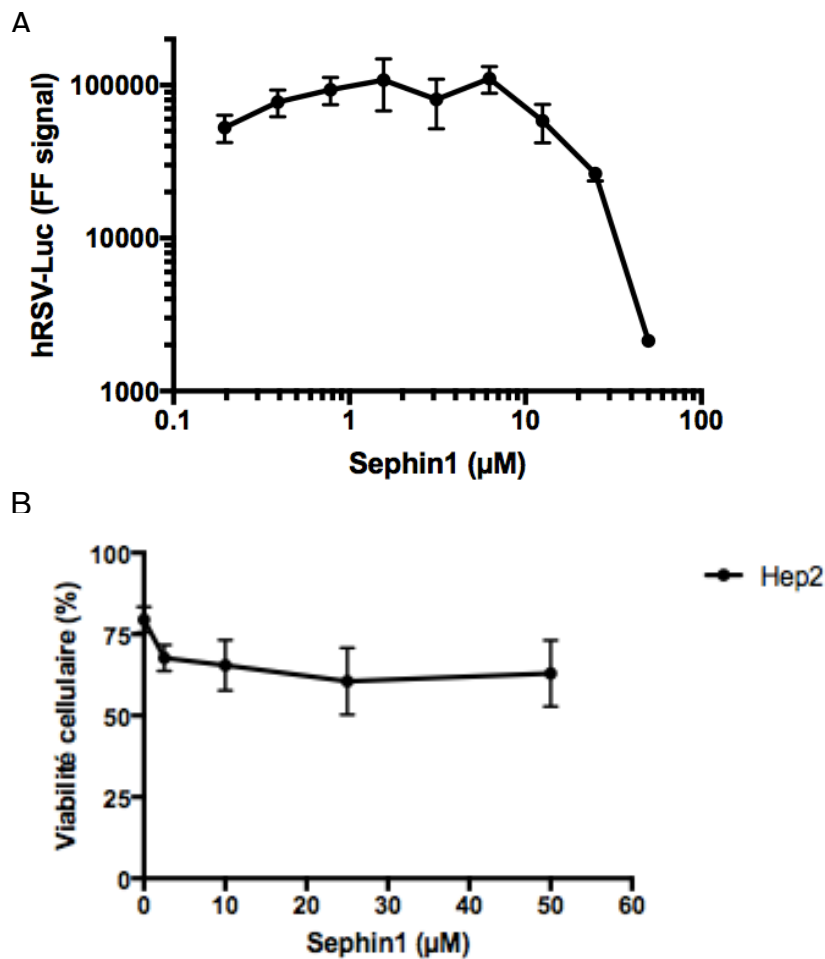 A
hRSV-Luc (FF signal)
100000
10000
1000
0.1 1 10 100
Sephin1 (µM)
B
Viabilité cellulaire (%)
100
75
50
25
0
0 10 20 30 40 50 60
Sephin1 (µM)
Hep2